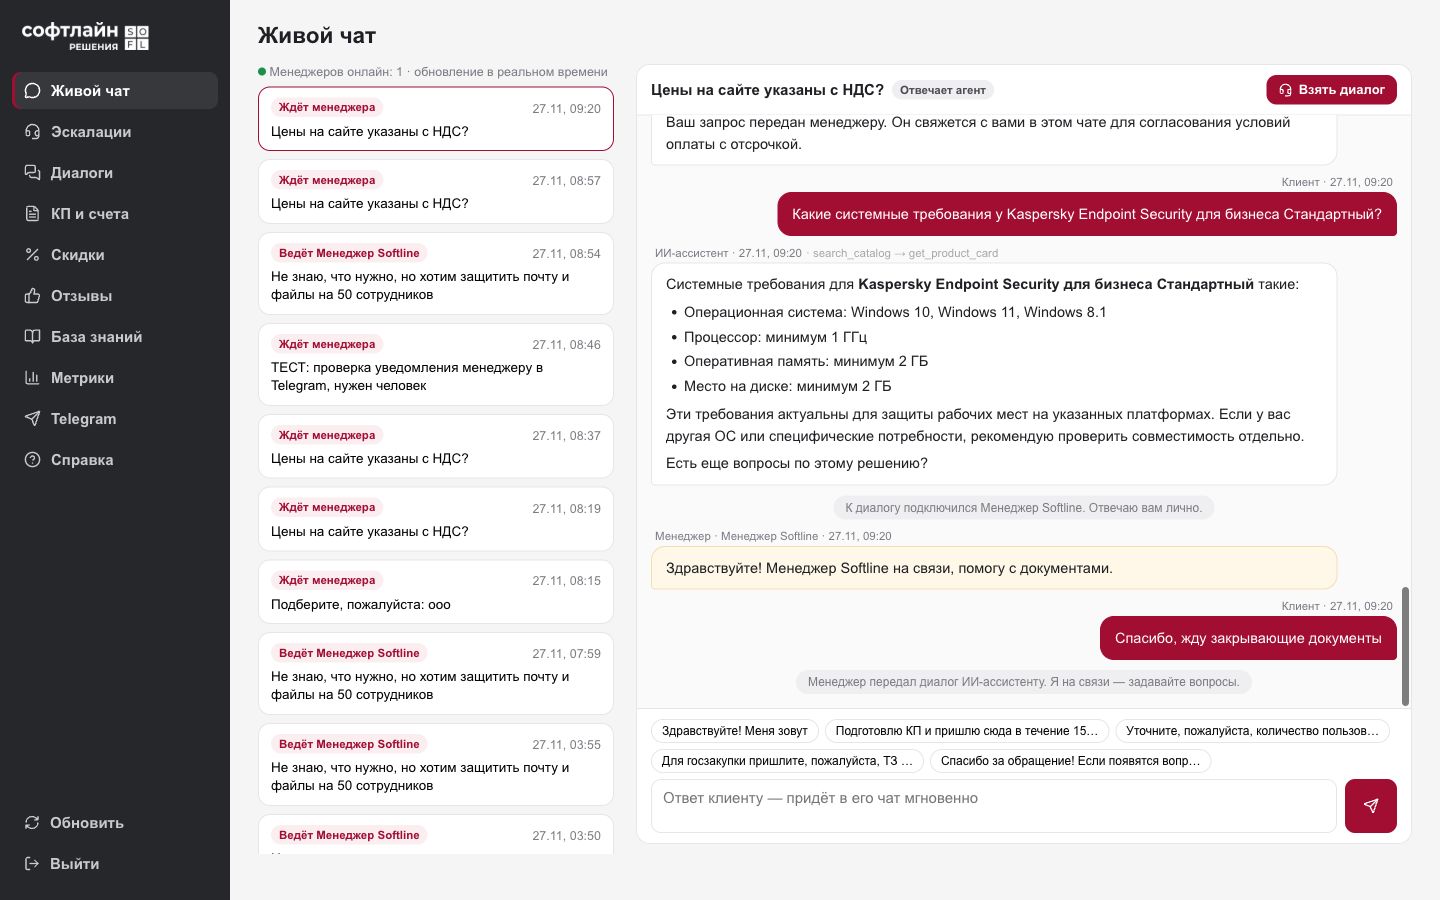 софтлайн SO
РЕШЕНИЯ FL
Живой чат
Эскалации
Диалоги
КП и счета
Скидки
Отзывы
База знаний
Метрики
Telegram
Справка
Обновить
Выйти
Живой чат
Менеджеров онлайн: 1 · обновление в реальном времени
Ждёт менеджера 27.11, 09:20
Цены на сайте указаны с НДС?
Ждёт менеджера 27.11, 08:57
Цены на сайте указаны с НДС?
Ведёт Менеджер Softline 27.11, 08:54
Не знаю, что нужно, но хотим защитить почту и
файлы на 50 сотрудников
Ждёт менеджера 27.11, 08:46
ТЕСТ: проверка уведомления менеджеру в
Telegram, нужен человек
Ждёт менеджера 27.11, 08:37
Цены на сайте указаны с НДС?
Ждёт менеджера 27.11, 08:19
Цены на сайте указаны с НДС?
Ждёт менеджера 27.11, 08:15
Подберите, пожалуйста: ооо
Ведёт Менеджер Softline 27.11, 07:59
Не знаю, что нужно, но хотим защитить почту и
файлы на 50 сотрудников
Ведёт Менеджер Softline 27.11, 03:55
Не знаю, что нужно, но хотим защитить почту и
файлы на 50 сотрудников
Ведёт Менеджер Softline 27.11, 03:50
Цены на сайте указаны с НДС? Отвечает агент Взять диалог
Ваш запрос передан менеджеру. Он свяжется с вами в этом чате для согласования условий
оплаты с отсрочкой.
Клиент · 27.11, 09:20
Какие системные требования у Kaspersky Endpoint Security для бизнеса Стандартный?
ИИ-ассистент · 27.11, 09:20 · search_catalog → get_product_card
Системные требования для Kaspersky Endpoint Security для бизнеса Стандартный такие:
• Операционная система: Windows 10, Windows 11, Windows 8.1
• Процессор: минимум 1 ГГц
• Оперативная память: минимум 2 ГБ
• Место на диске: минимум 2 ГБ
Эти требования актуальны для защиты рабочих мест на указанных платформах. Если у вас
другая ОС или специфические потребности, рекомендую проверить совместимость отдельно.
Есть еще вопросы по этому решению?
К диалогу подключился Менеджер Softline. Отвечаю вам лично.
Менеджер · Менеджер Softline · 27.11, 09:20
Здравствуйте! Менеджер Softline на связи, помогу с документами.
Клиент · 27.11, 09:20
Спасибо, жду закрывающие документы
Менеджер передал диалог ИИ-ассистенту. Я на связи — задавайте вопросы.
Здравствуйте! Меня зовут Подготовлю КП и пришлю сюда в течение 15… Уточните, пожалуйста, количество пользов…
Для госзакупки пришлите, пожалуйста, ТЗ … Спасибо за обращение! Если появятся вопр…
Ответ клиенту — придёт в его чат мгновенно